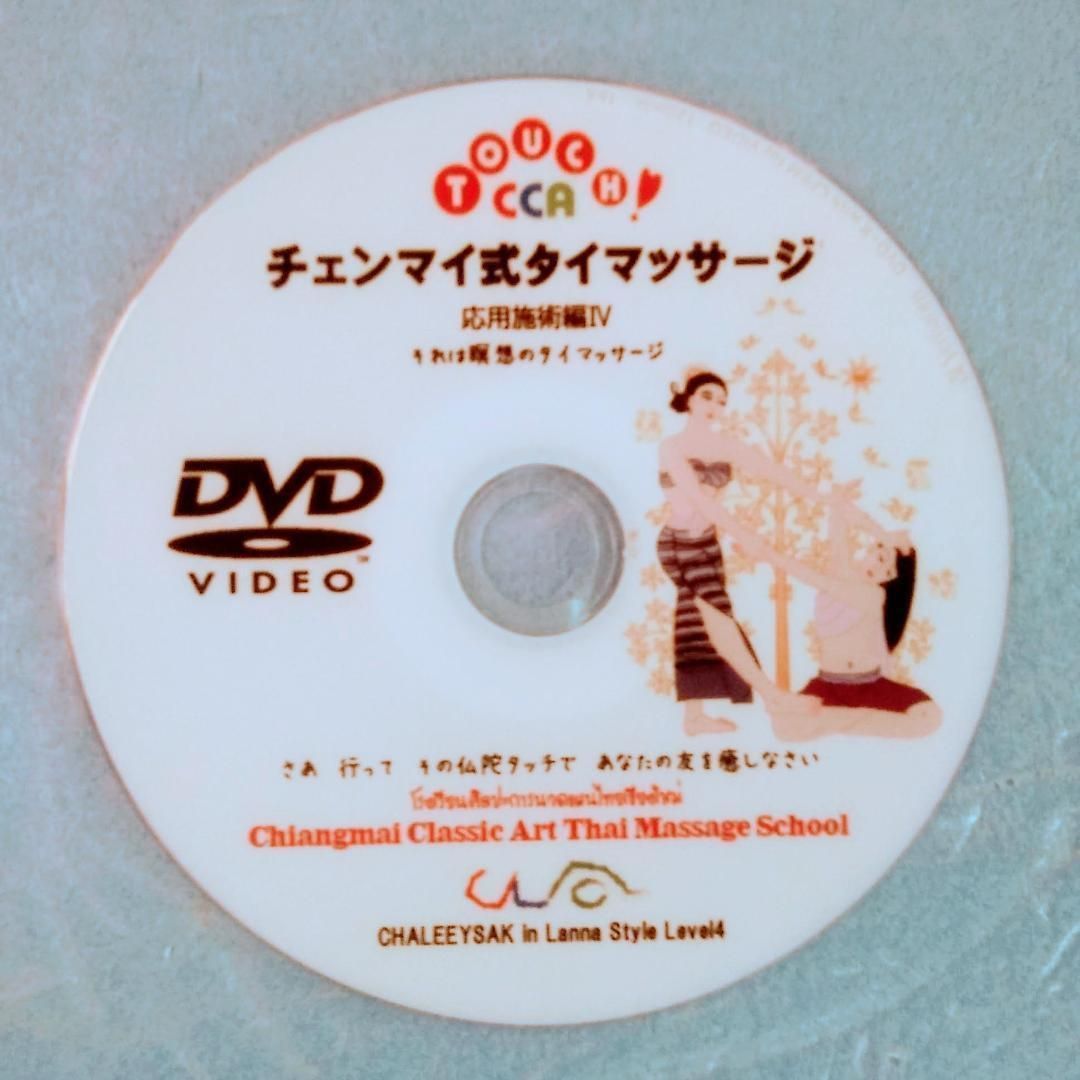 TOUCH!
CCA
チェンマイ式タイマッサージ
応用施術編Ⅳ
それは瞑想のタイマッサージ
DVD
VIDEO
TM
さあ 行って その仏陀タッチで あなたの友を癒しなさい
Chiangmai Classic Art Thai Massage School
CHALEEYSAK in Lanna Style Level4